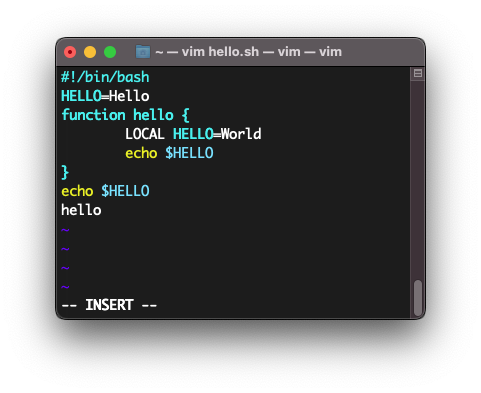 ~ — vim hello.sh — vim — vim
#!/bin/bash
HELLO=Hello
function hello {
        LOCAL HELLO=World
        echo $HELLO
}
echo $HELLO
hello
~
~
~
~
-- INSERT --